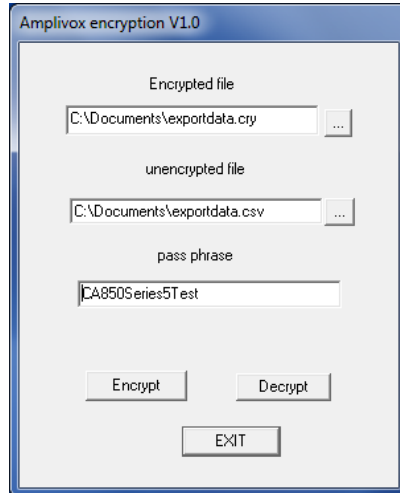 Amplivox encryption V1.0
Encrypted file
C:\Documents\exportdata.cry
...
unencrypted file
C:\Documents\exportdata.csv
...
pass phrase
CA850Series5Test
Encrypt Decrypt
EXIT